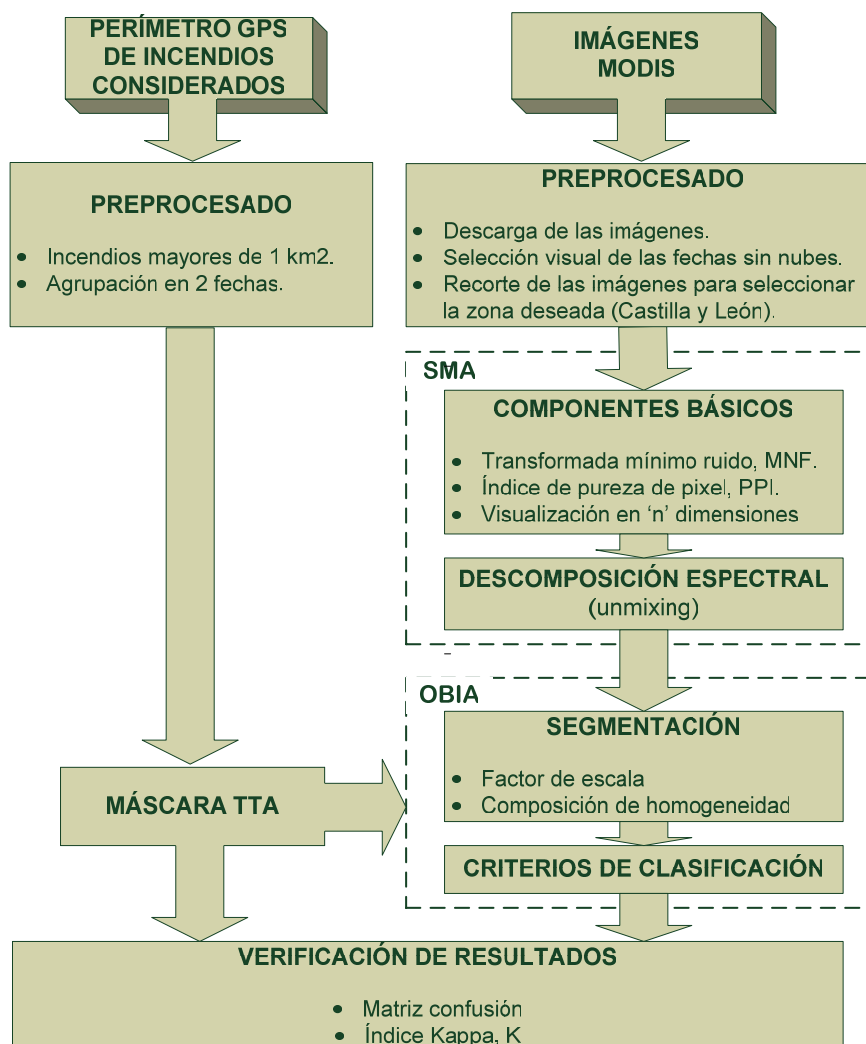 PERÍMETRO GPS
DE INCENDIOS
CONSIDERADOS
PREPROCESADO
• Incendios mayores de 1 km2.
• Agrupación en 2 fechas.
MÁSCARA TTA
IMÁGENES
MODIS
PREPROCESADO
• Descarga de las imágenes.
• Selección visual de las fechas sin nubes.
• Recorte de las imágenes para seleccionar
la zona deseada (Castilla y León).
SMA
COMPONENTES BÁSICOS
• Transformada mínimo ruido, MNF.
• Índice de pureza de pixel, PPI.
• Visualización en ‘n’ dimensiones
DESCOMPOSICIÓN ESPECTRAL
(unmixing)
OBIA
SEGMENTACIÓN
• Factor de escala
• Composición de homogeneidad
CRITERIOS DE CLASIFICACIÓN
VERIFICACIÓN DE RESULTADOS
• Matriz confusión
• Índice Kappa, K